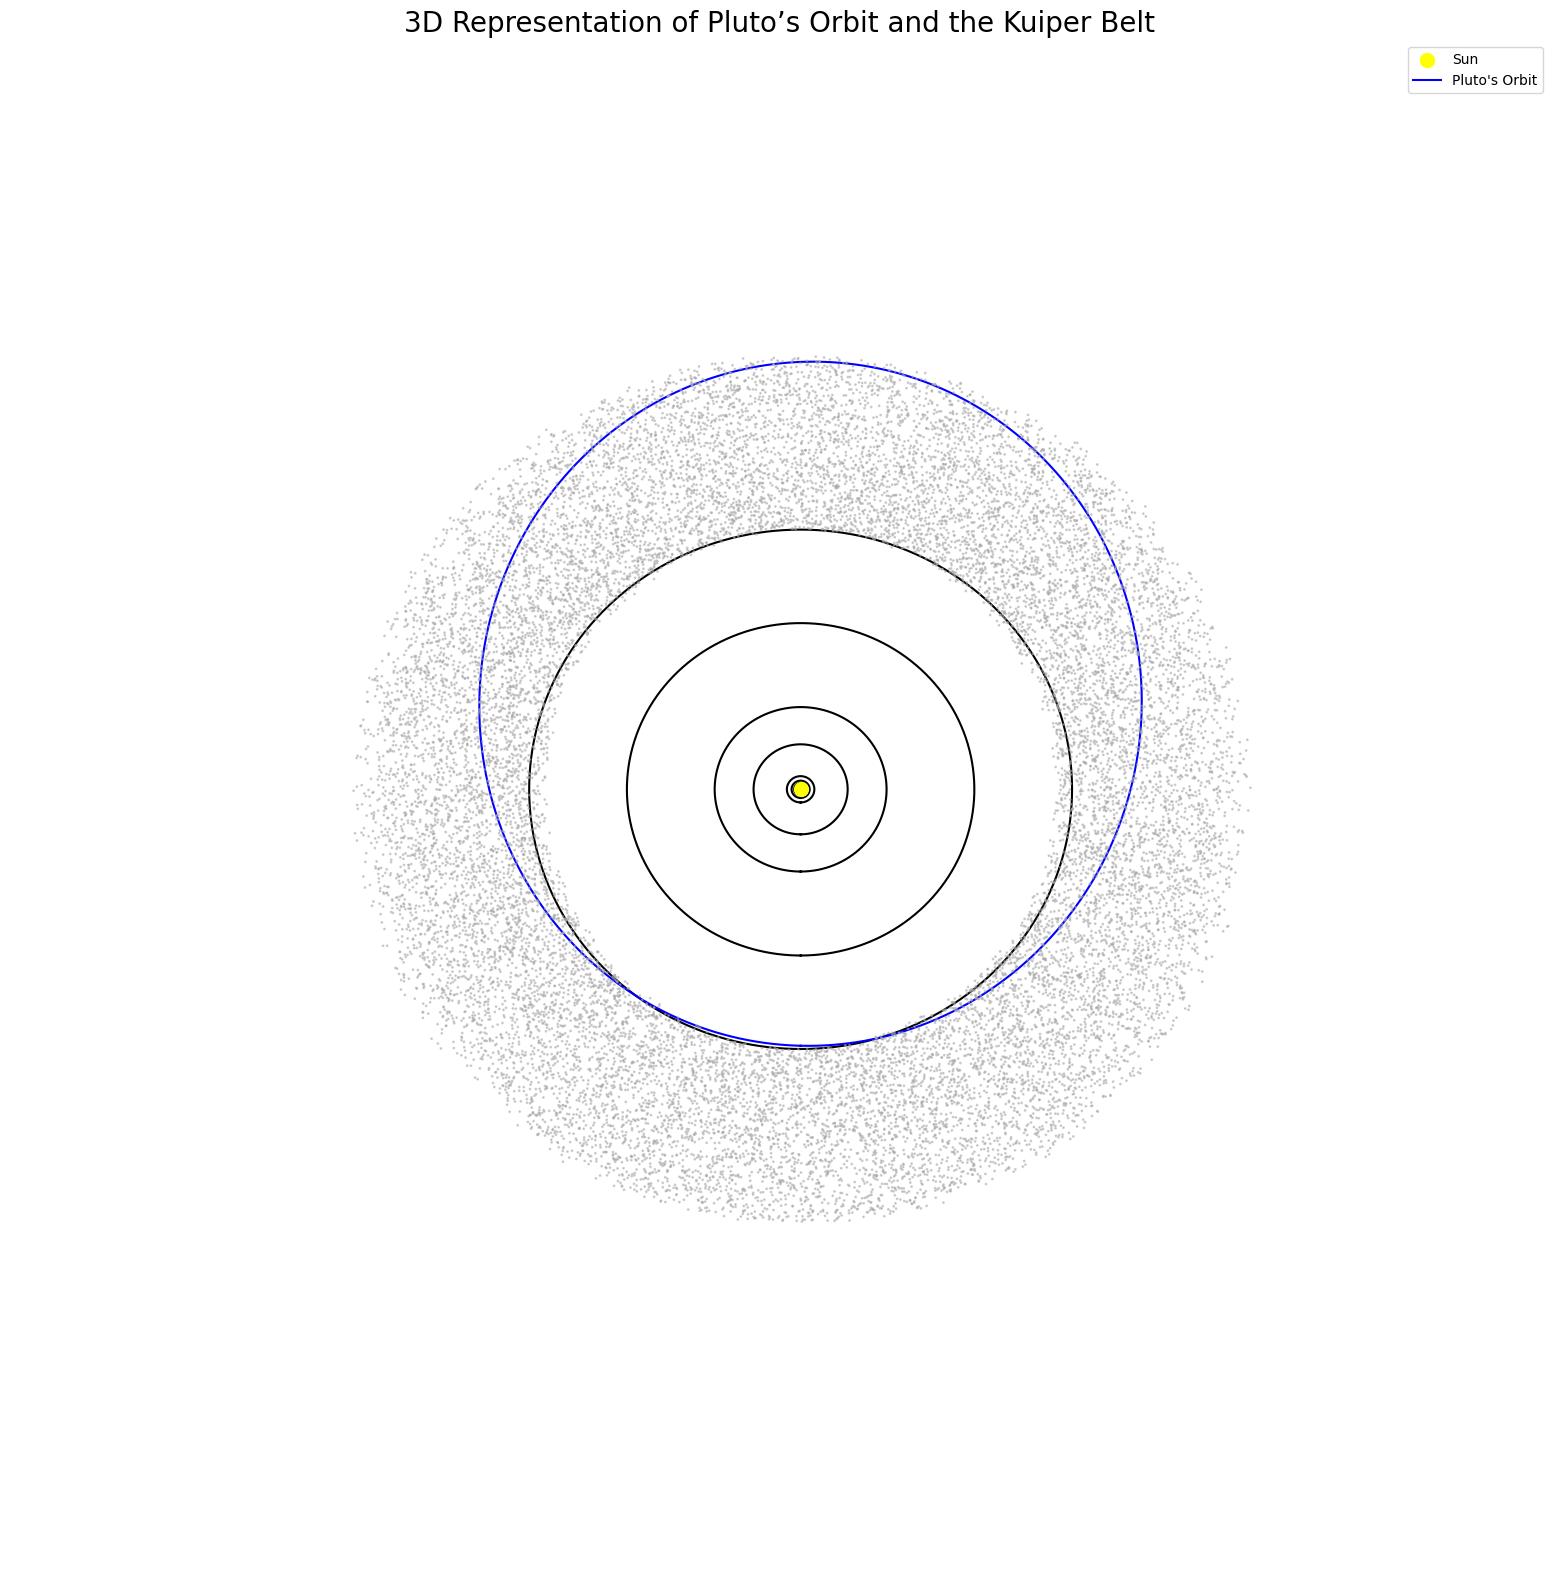 3D Representation of Pluto’s Orbit and the Kuiper Belt
Sun
Pluto's Orbit